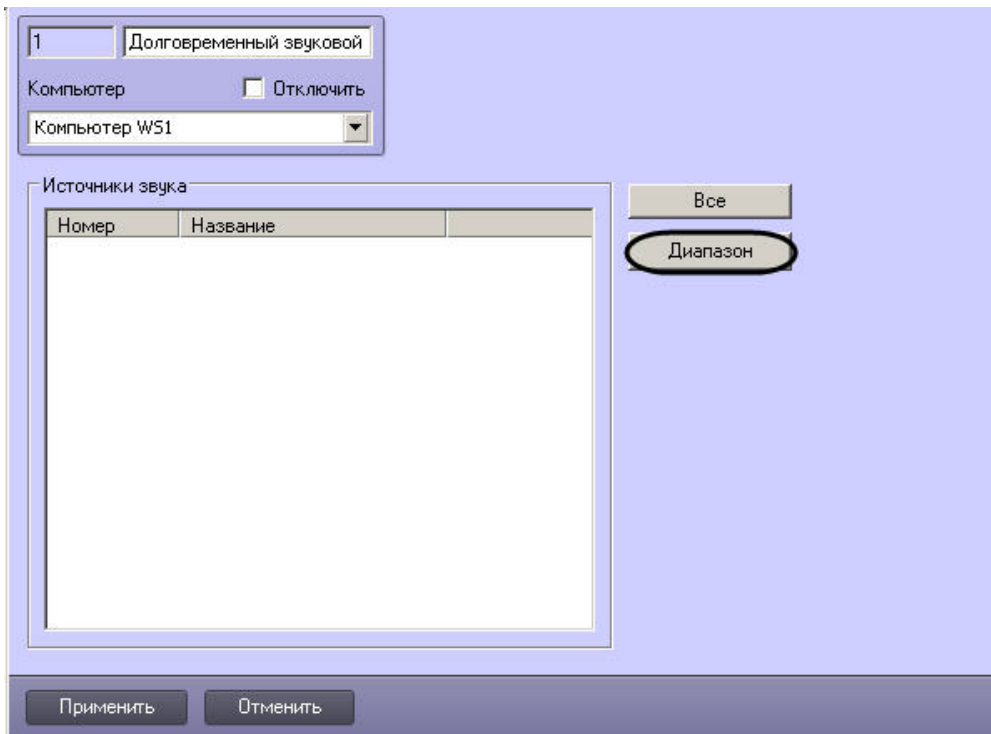 1 Долговременный звуковой
Компьютер Отключить
Компьютер WS1
Источники звука
Все
Номер Название
Диапазон
Применить Отменить